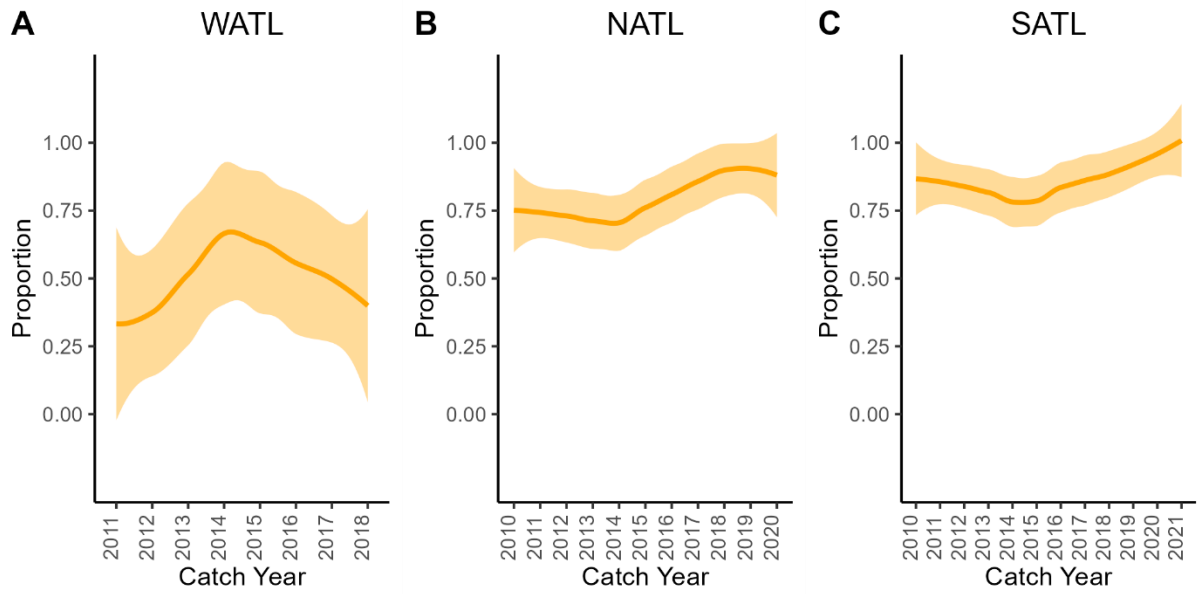 A WATL
Proportion
1.00
0.75
0.50
0.25
0.00
2011 2012 2013 2014 2015 2016 2017 2018
Catch Year
B NATL
Proportion
1.00
0.75
0.50
0.25
0.00
2010 2011 2012 2013 2014 2015 2016 2017 2018 2019 2020
Catch Year
C SATL
Proportion
1.00
0.75
0.50
0.25
0.00
2010 2011 2012 2013 2014 2015 2016 2017 2018 2019 2020 2021
Catch Year